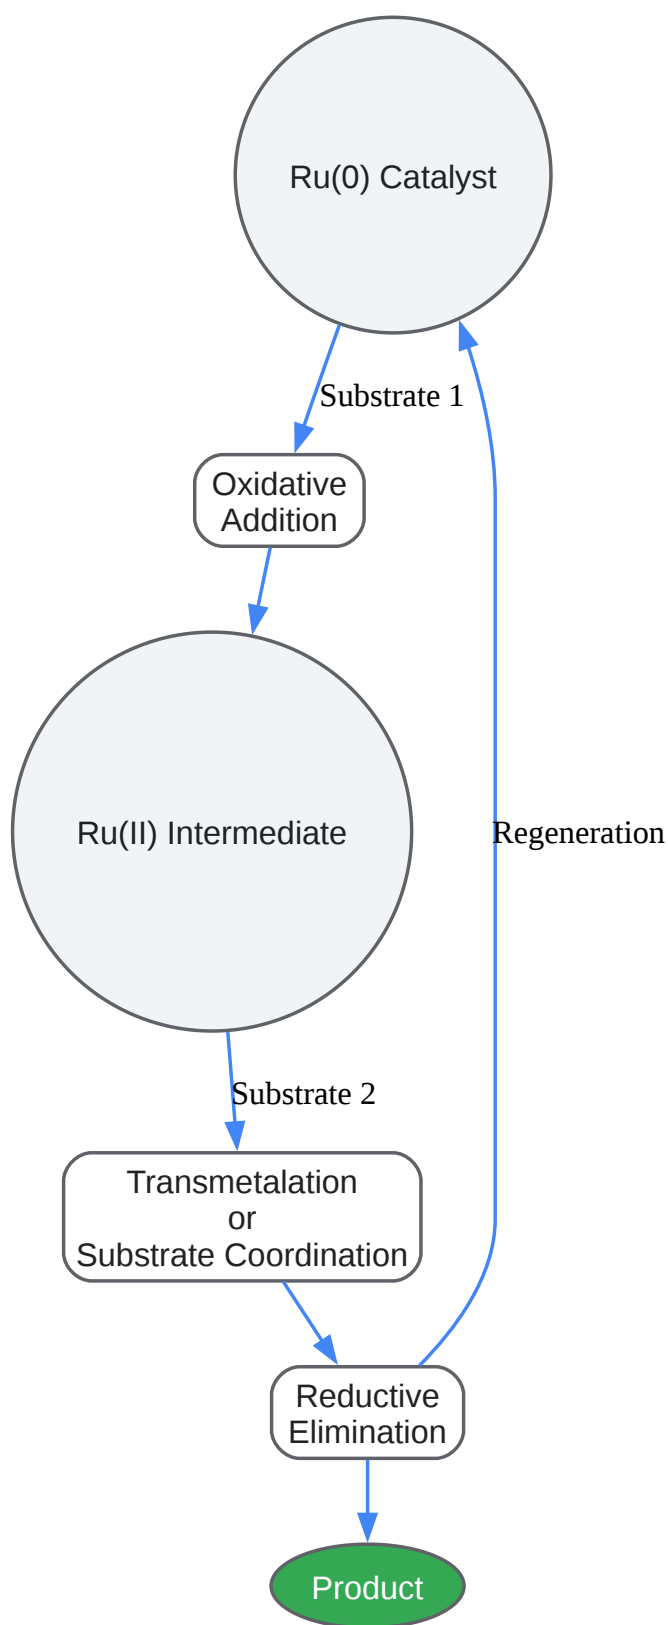 Ru(0) Catalyst
Substrate 1
Oxidative
Addition
Ru(II) Intermediate
Regeneration
Substrate 2
Transmetalation
or
Substrate Coordination
Reductive
Elimination
Product